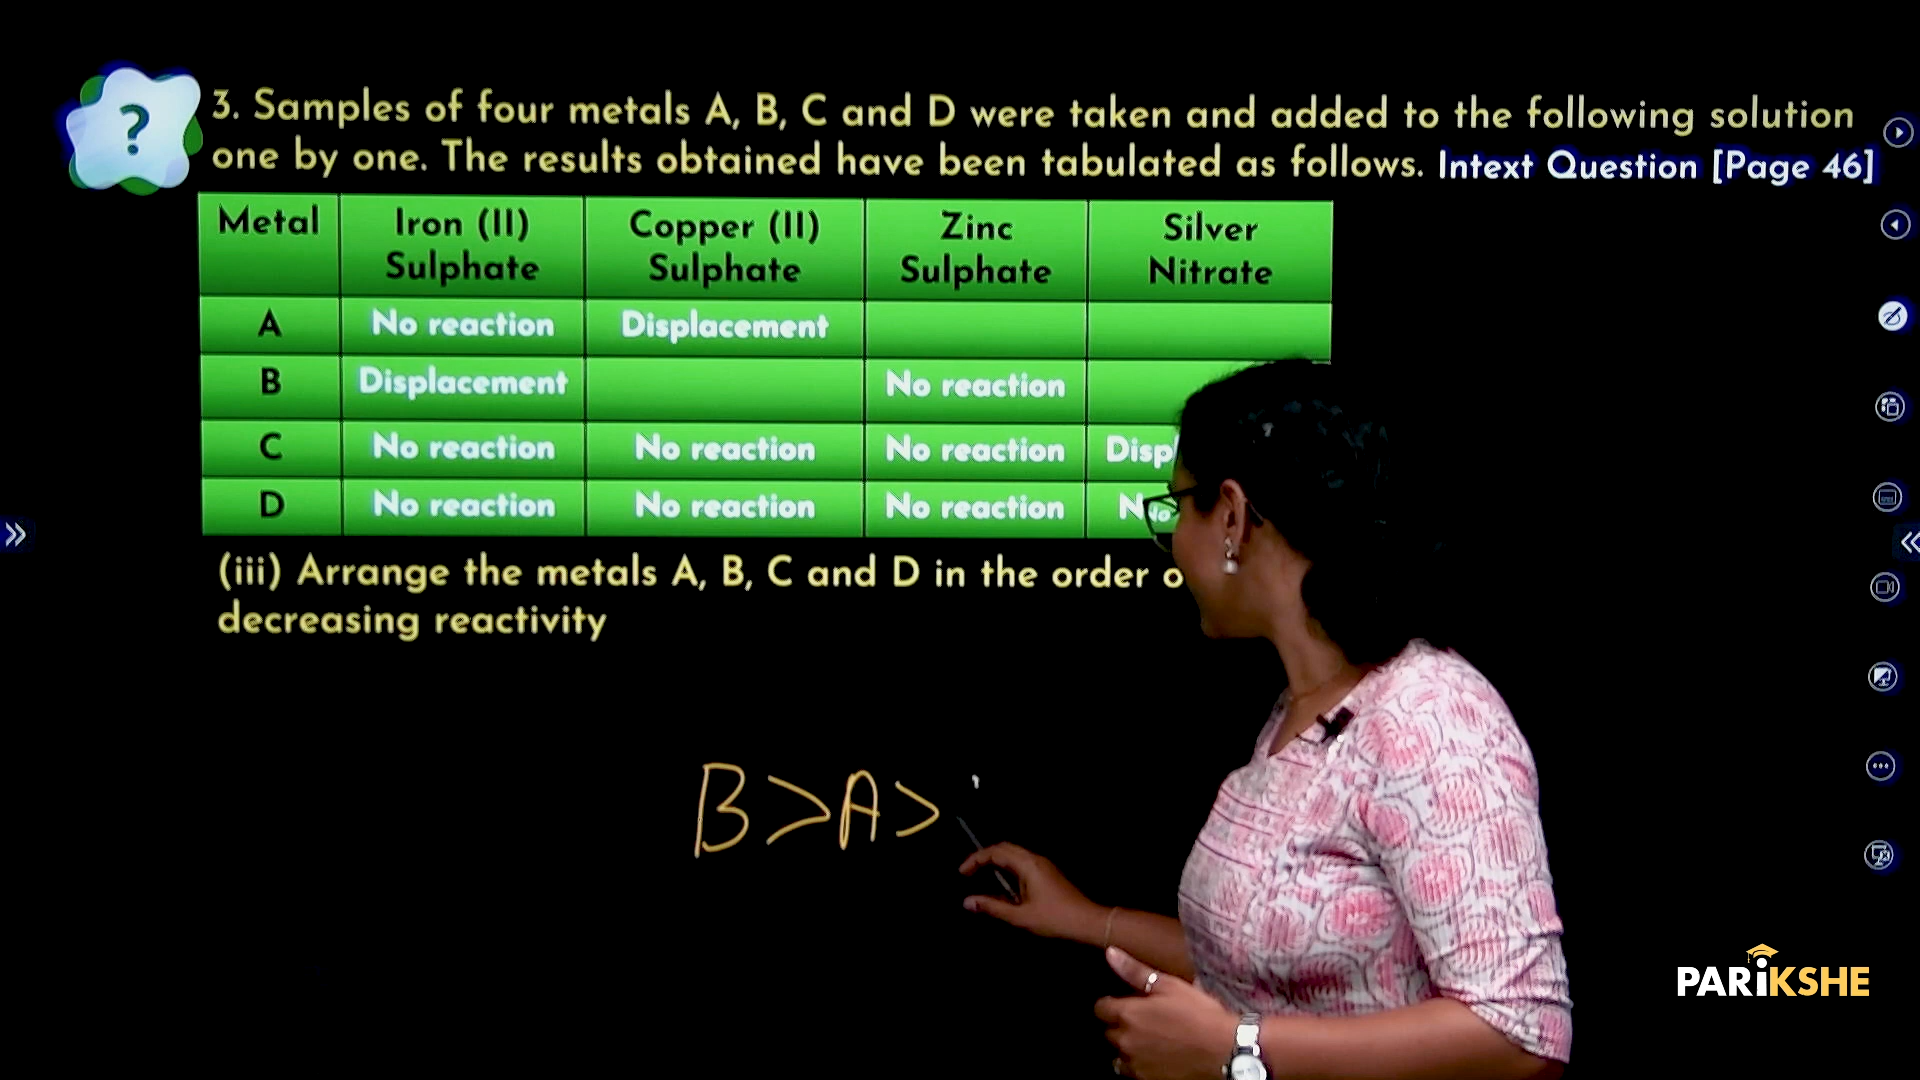 ?
3. Samples of four metals A, B, C and D were taken and added to the following solution
one by one. The results obtained have been tabulated as follows. Intext Question [Page 46]
Metal Iron (II) Sulphate Copper (II) Sulphate Zinc Sulphate Silver Nitrate
A No reaction Displacement
B Displacement No reaction
C No reaction No reaction No reaction
D No reaction No reaction No reaction
(iii) Arrange the metals A, B, C and D in the order
decreasing reactivity
B > A >
PARiKSHE